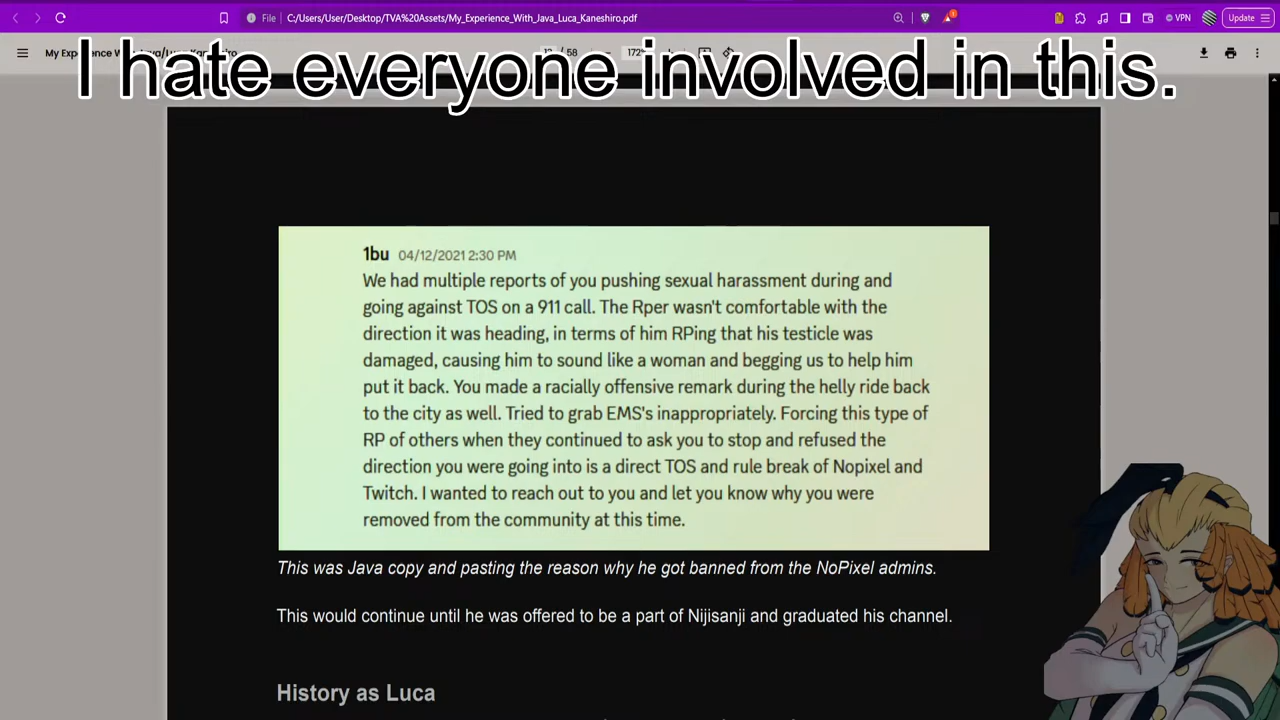 File C:/Users/User/Desktop/TVA%20Assets/My_Experience_With_Java_Luca_Kaneshiro.pdf
VPN
Update
58
172%
I hate everyone involved in this.
1bu 04/12/2021 2:30 PM
We had multiple reports of you pushing sexual harassment during and
going against TOS on a 911 call. The Rper wasn't comfortable with the
direction it was heading, in terms of him RPing that his testicle was
damaged, causing him to sound like a woman and begging us to help him
put it back. You made a racially offensive remark during the helly ride back
to the city as well. Tried to grab EMS's inappropriately. Forcing this type of
RP of others when they continued to ask you to stop and refused the
direction you were going into is a direct TOS and rule break of Nopixel and
Twitch. I wanted to reach out to you and let you know why you were
removed from the community at this time.
This was Java copy and pasting the reason why he got banned from the NoPixel admins.
This would continue until he was offered to be a part of Nijisanji and graduated his channel.
History as Luca